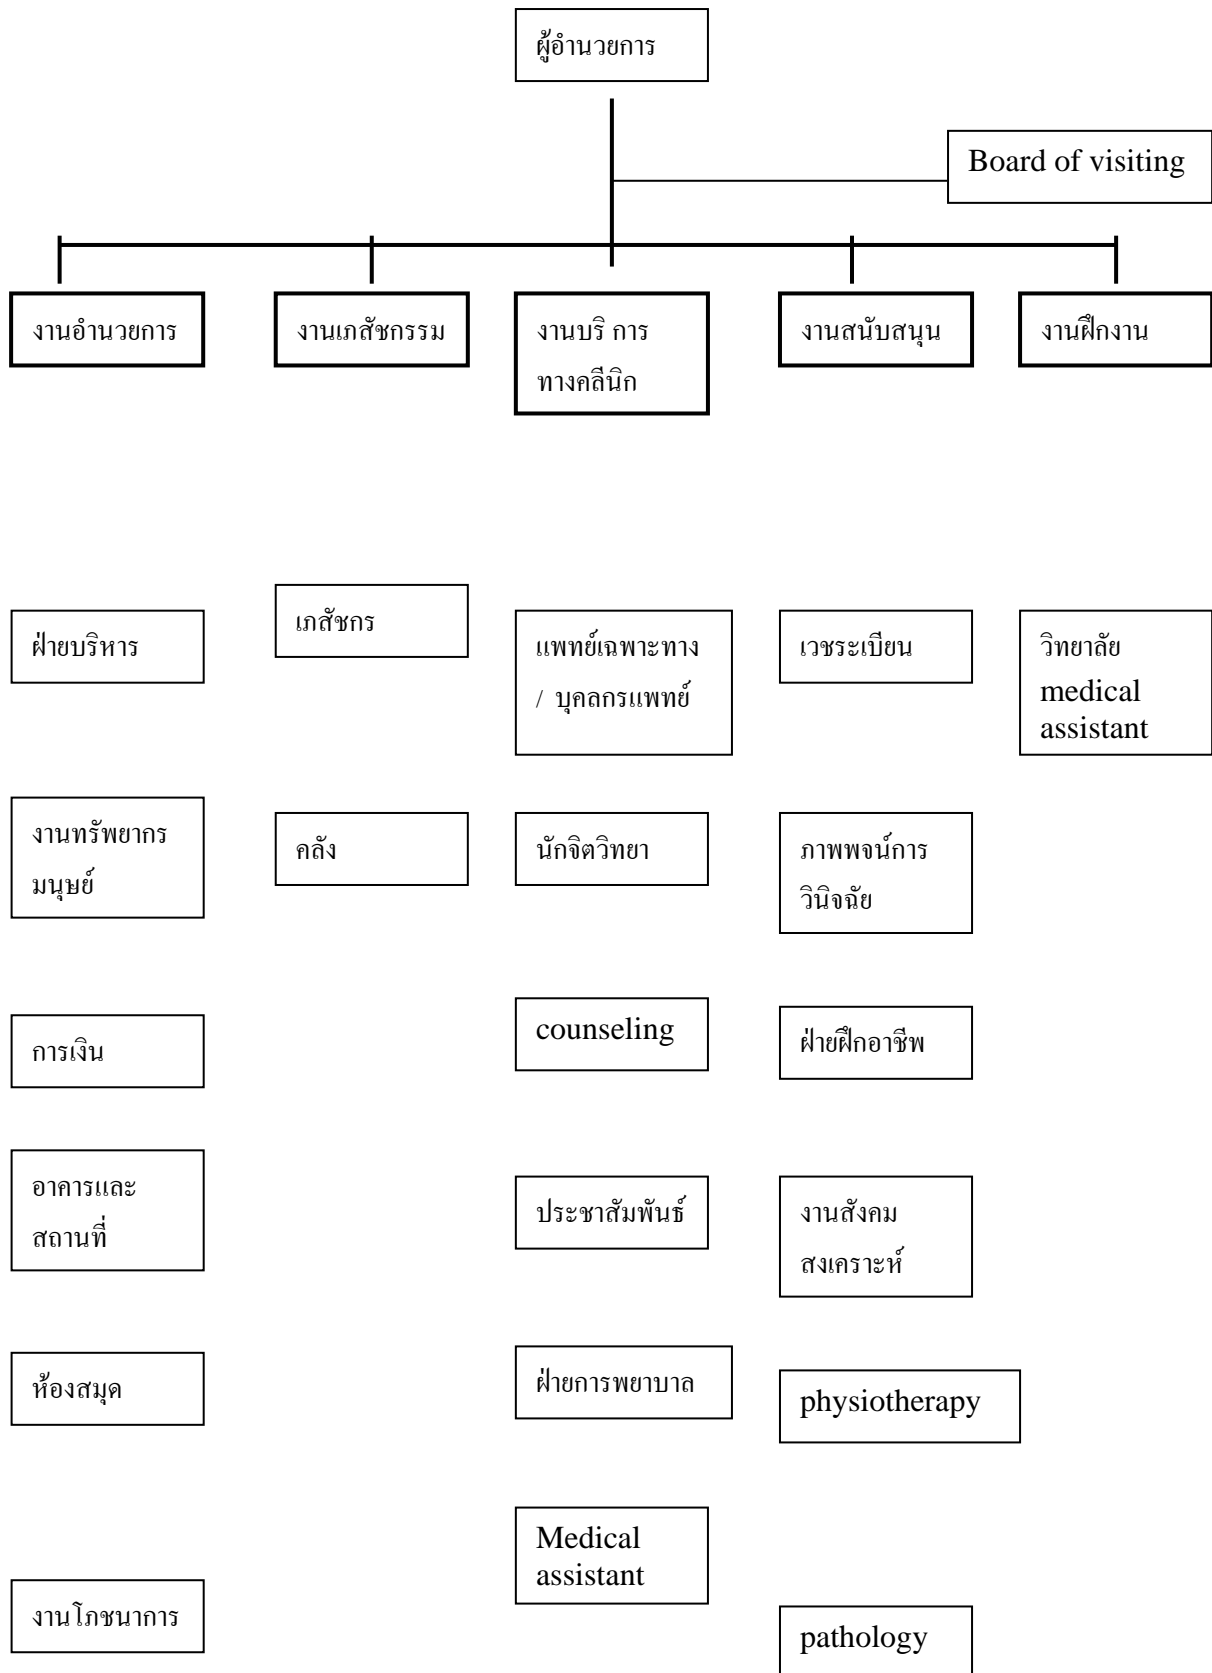 ผู้อำนวยการ
Board of visiting
งานอำนวยการ
งานเภสัชกรรม
งานบริ การ
ทางคลีนิก
งานสนับสนุน
งานฝึกงาน
ฝ่ายบริหาร
เภสัชกร
แพทย์เฉพาะทาง
/ บุคลกรแพทย์
เวชระเบียน
วิทยาลัย
medical
assistant
งานทรัพยากร
มนุษย์
คลัง
นักจิตวิทยา
ภาพพจน์การ
วินิจฉัย
การเงิน
counseling
ฝ่ายฝึกอาชีพ
อาคารและ
สถานที่
ประชาสัมพันธ์
งานสังคม
สงเคราะห์
ห้องสมุด
ฝ่ายการพยาบาล
physiotherapy
Medical
assistant
งานโภชนาการ
pathology